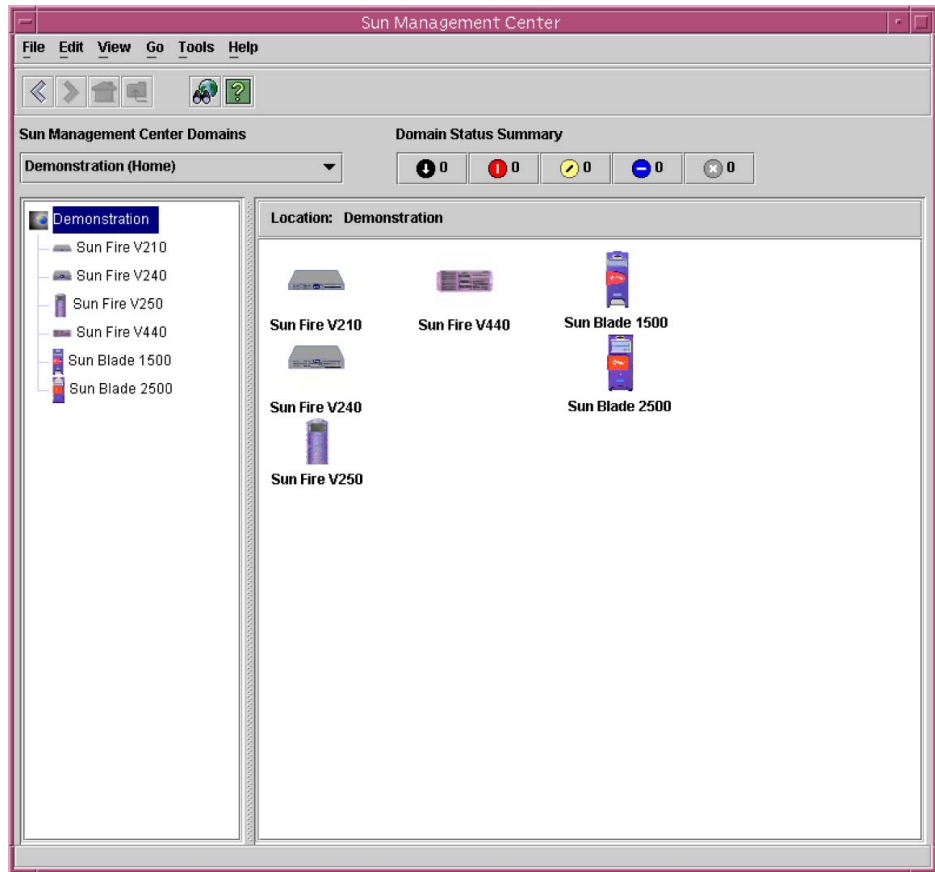 Sun Management Center
File Edit View Go Tools Help
Sun Management Center Domains
Domain Status Summary
Demonstration (Home)
0 0 0 0 0
Demonstration
Sun Fire V210
Sun Fire V240
Sun Fire V250
Sun Fire V440
Sun Blade 1500
Sun Blade 2500
Location: Demonstration
Sun Fire V210 Sun Fire V440 Sun Blade 1500
Sun Fire V240 Sun Blade 2500
Sun Fire V250